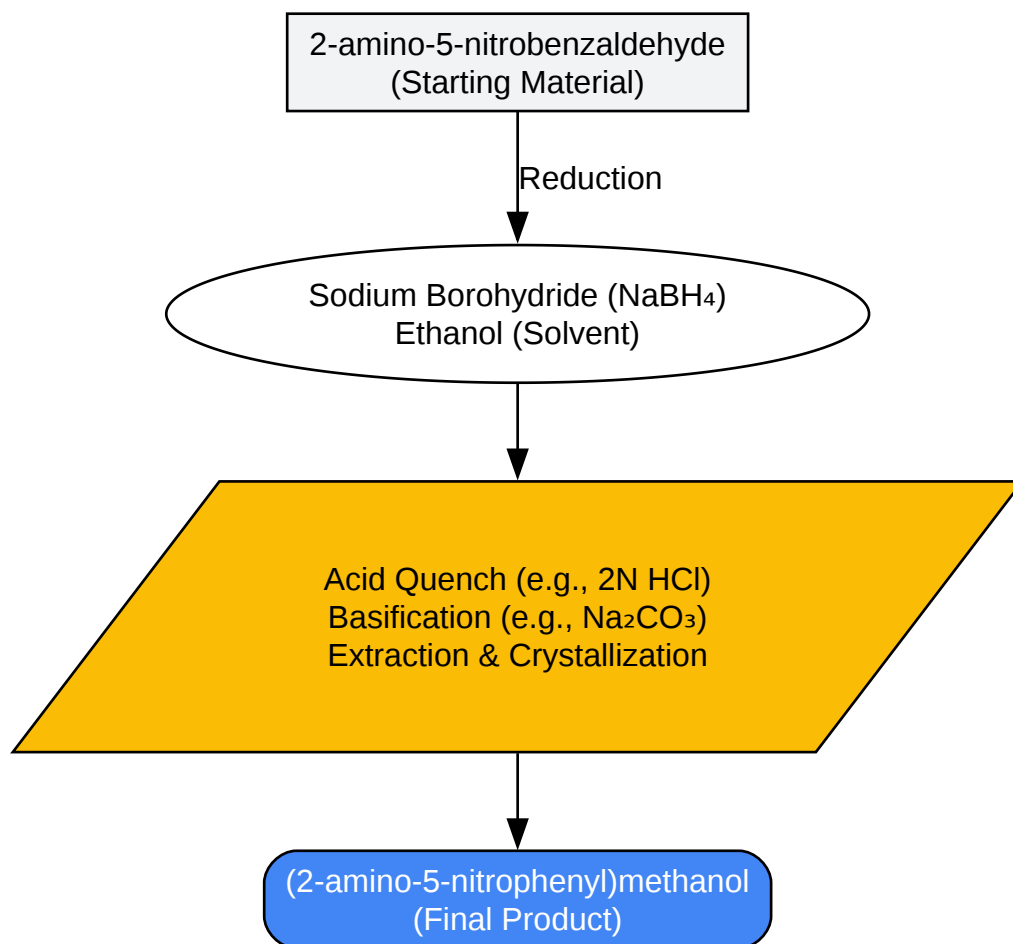 2-amino-5-nitrobenzaldehyde
(Starting Material)
Reduction
Sodium Borohydride (NaBH₄)
Ethanol (Solvent)
Acid Quench (e.g., 2N HCl)
Basification (e.g., Na₂CO₃)
Extraction & Crystallization
(2-amino-5-nitrophenyl)methanol
(Final Product)